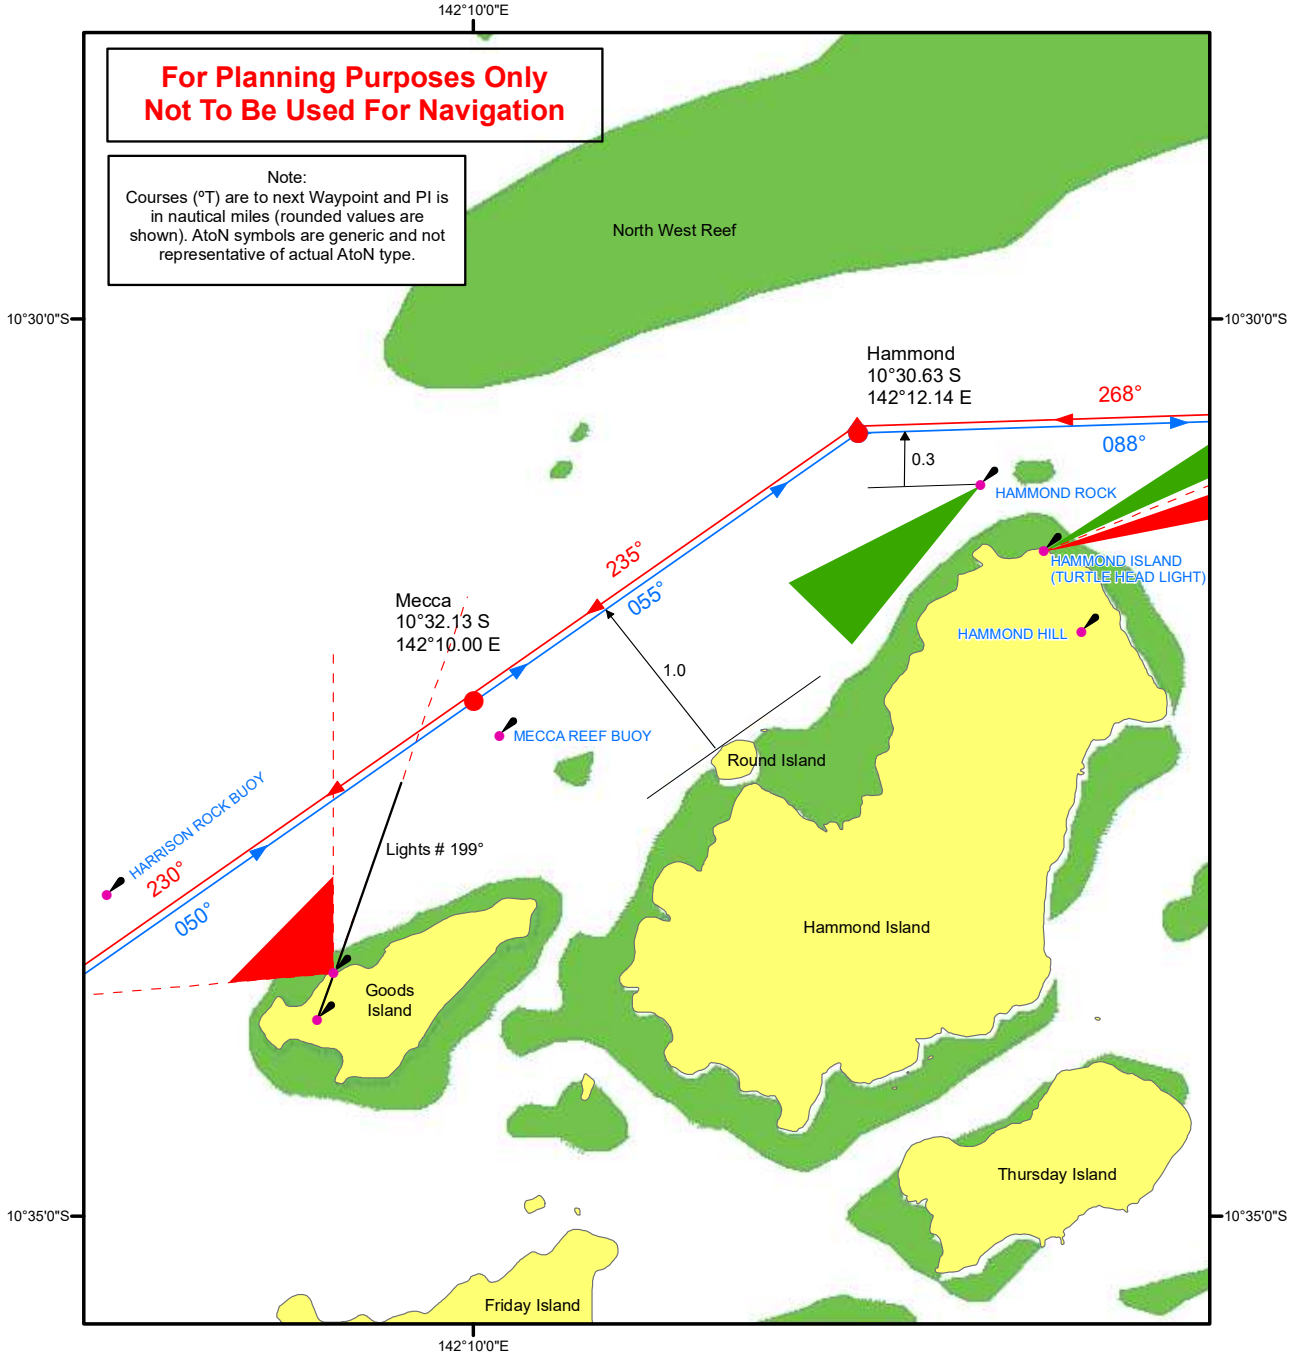 142°10'0"E
For Planning Purposes Only
Not To Be Used For Navigation
Note:
Courses (ºT) are to next Waypoint and PI is
in nautical miles (rounded values are
shown). AtoN symbols are generic and not
representative of actual AtoN type.
North West Reef
10°30'0"S
10°30'0"S
Hammond
10°30.63 S
142°12.14 E
268°
088°
0.3
HAMMOND ROCK
HAMMOND ISLAND
(TURTLE HEAD LIGHT)
235°
055°
Mecca
10°32.13 S
142°10.00 E
HAMMOND HILL
1.0
MECCA REEF BUOY
Round Island
HARRISON ROCK BUOY
230°
050°
Lights # 199°
Hammond Island
Goods
Island
Thursday Island
10°35'0"S
10°35'0"S
Friday Island
142°10'0"E